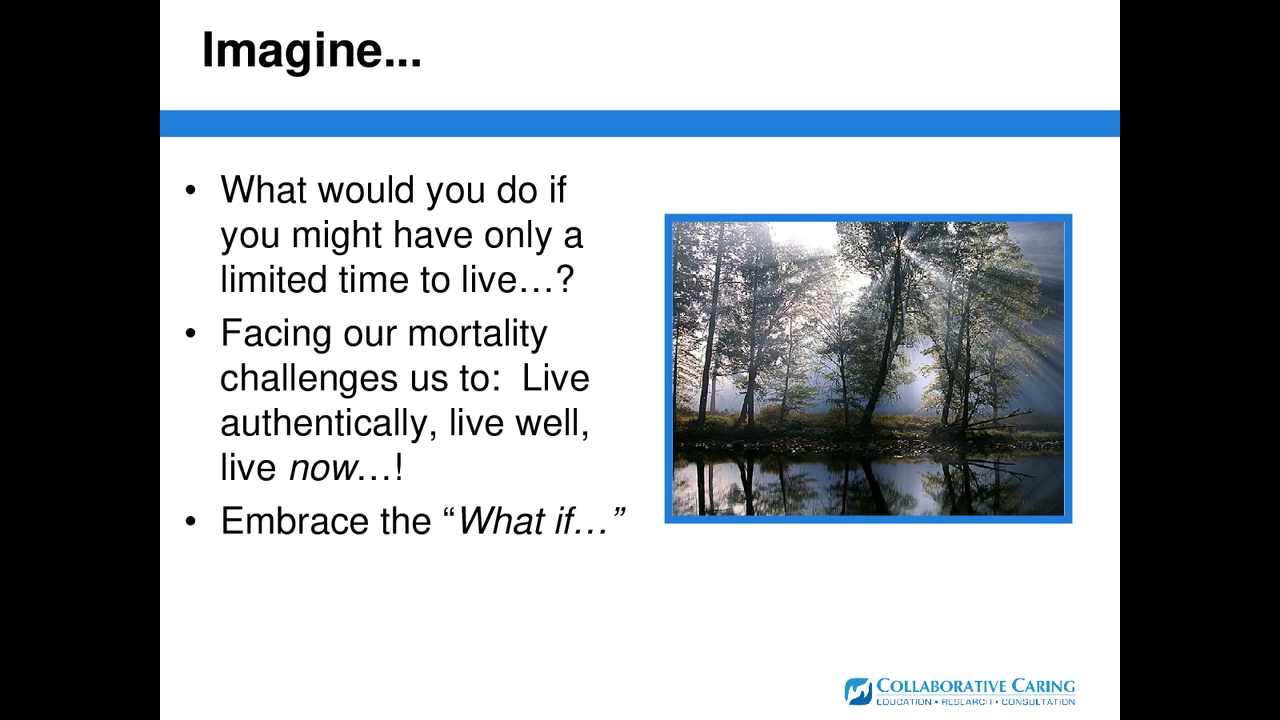 Imagine...
• What would you do if
you might have only a
limited time to live…?
• Facing our mortality
challenges us to:  Live
authentically, live well,
live now…!
• Embrace the “What if…”
COLLABORATIVE CARING
EDUCATION • RESEARCH • CONSULTATION